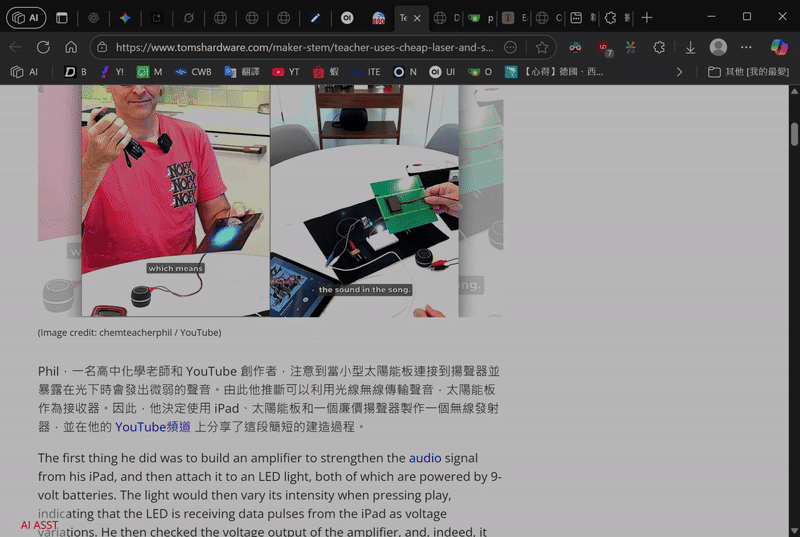 AI
Te
https://www.tomshardware.com/maker-stem/teacher-uses-cheap-laser-and-s...
7
AI
B
Y!
M
CWB
翻譯
YT
蝦
ITE
N
UI
O
【心得】德國 - 西...
其他 [我的最愛]
NOFX
NOFX
NOFX
which means
the sound in the song.
(Image credit: chemteacherphil / YouTube)
Phil，一名高中化學老師和 YouTube 創作者，注意到當小型太陽能板連接到揚聲器並
暴露在光下時會發出微弱的聲音。由此他推斷可以利用光線無線傳輸聲音，太陽能板
作為接收器。因此，他決定使用 iPad、太陽能板和一個廉價揚聲器製作一個無線發射
器，並在他的 YouTube頻道 上分享了這段簡短的建造過程。
The first thing he did was to build an amplifier to strengthen the audio signal
from his iPad, and then attach it to an LED light, both of which are powered by 9-
volt batteries. The light would then vary its intensity when pressing play,
indicating that the LED is receiving data pulses from the iPad as voltage
AI ASST
variations. He then checked the voltage output of the amplifier, and, indeed, it